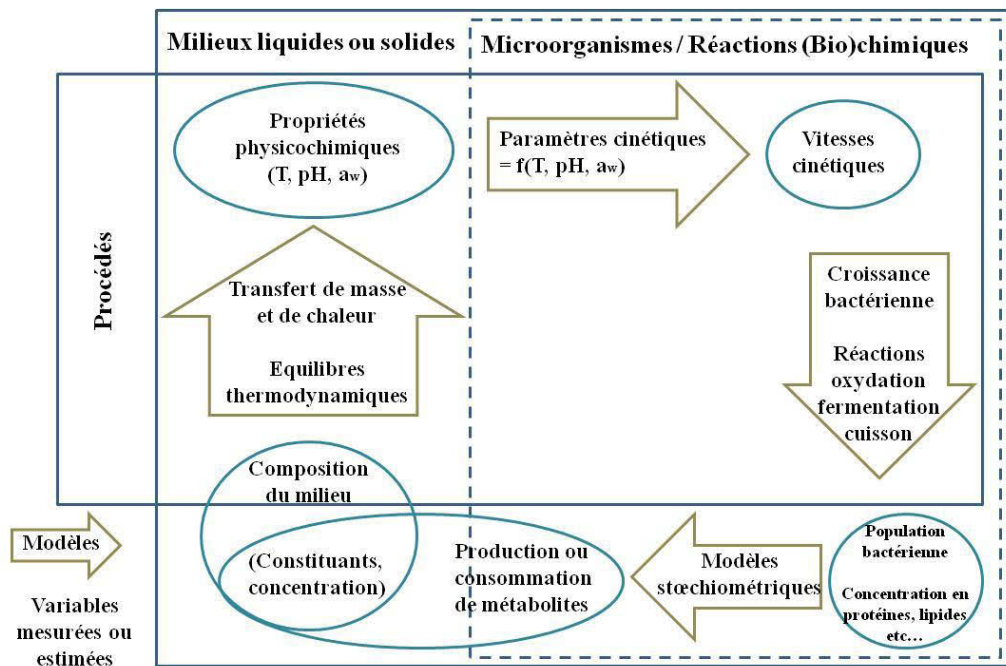 Milieux liquides ou solides
Microorganismes / Réactions (Bio)chimiques
Procédés
Propriétés
physicochimiques
(T, pH, aw)
Paramètres cinétiques
= f(T, pH, aw)
Vitesses
cinétiques
Transfert de masse
et de chaleur
Equilibres
thermodynamiques
Croissance
bactérienne
Réactions
oxydation
fermentation
cuisson
Composition
du milieu
(Constituants,
concentration)
Production ou
consommation
de métabolites
Modèles
stœchiométriques
Population
bactérienne
Concentration en
protéines, lipides
etc…
Modèles
Variables
mesurées ou
estimées